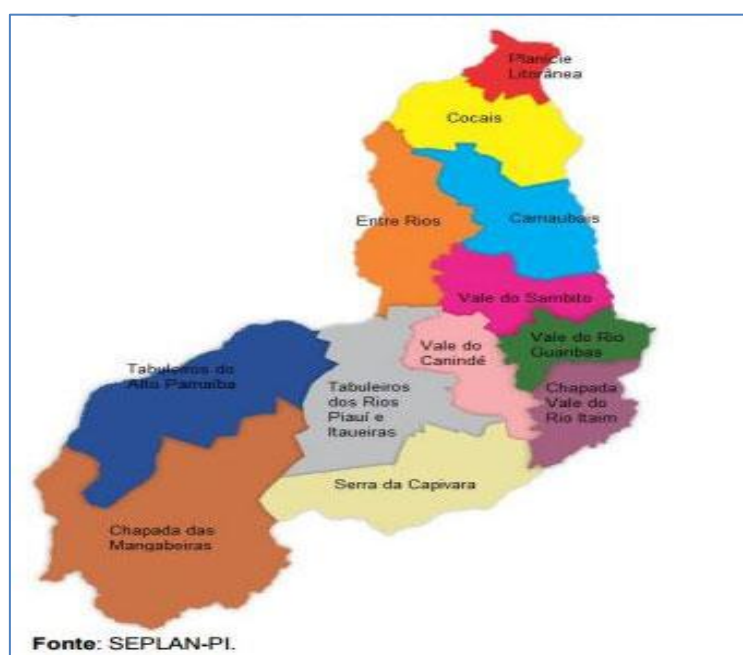 Planície
Litorânea
Cocais
Entre Rios
Carnaubais
Vale do Sambito
Vale do Rio
Guaribas
Vale do
Canindé
Tabuleiros do
Alto Parnaíba
Tabuleiros
dos Rios
Piauí e
Itaueiras
Chapada
Vale do
Rio Itaim
Serra da Capivara
Chapada das
Mangabeiras
Fonte: SEPLAN-PI.